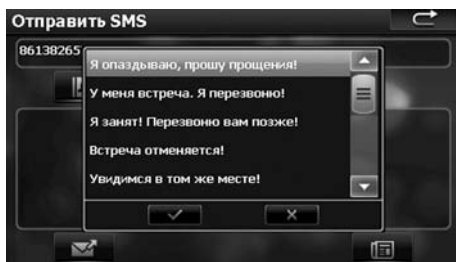 Отправить SMS
86138265
Я опаздываю, прошу прощения!
У меня встреча. Я перезвоню!
Я занят! Перезвоню вам позже!
Встреча отменяется!
Увидимся в том же месте!